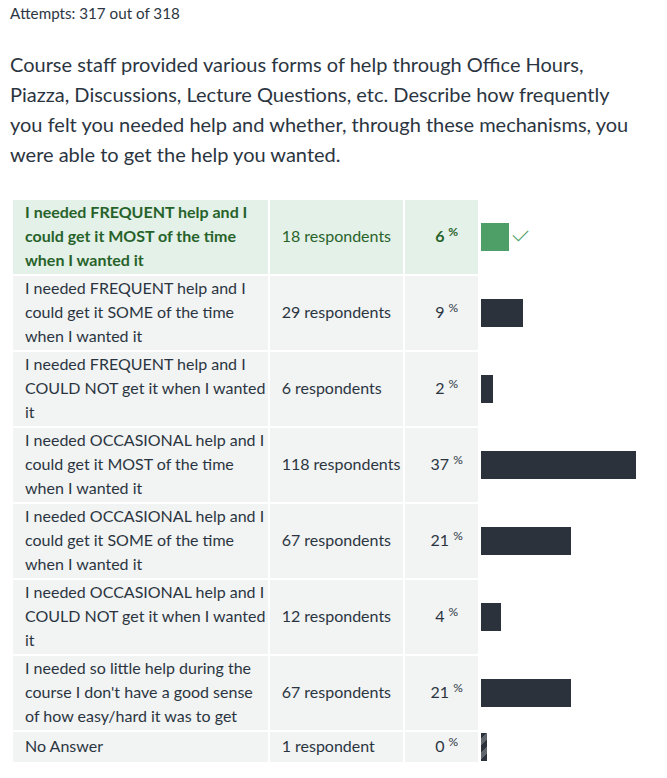 Attempts: 317 out of 318
Course staff provided various forms of help through Office Hours,
Piazza, Discussions, Lecture Questions, etc. Describe how frequently
you felt you needed help and whether, through these mechanisms, you
were able to get the help you wanted.
I needed FREQUENT help and I
could get it MOST of the time
when I wanted it
18 respondents
6 %
I needed FREQUENT help and I
could get it SOME of the time
when I wanted it
29 respondents
9 %
I needed FREQUENT help and I
COULD NOT get it when I wanted
it
6 respondents
2 %
I needed OCCASIONAL help and I
could get it MOST of the time
when I wanted it
118 respondents
37 %
I needed OCCASIONAL help and I
could get it SOME of the time
when I wanted it
67 respondents
21 %
I needed OCCASIONAL help and I
COULD NOT get it when I wanted
it
12 respondents
4 %
I needed so little help during the
course I don't have a good sense
of how easy/hard it was to get
67 respondents
21 %
No Answer
1 respondent
0 %